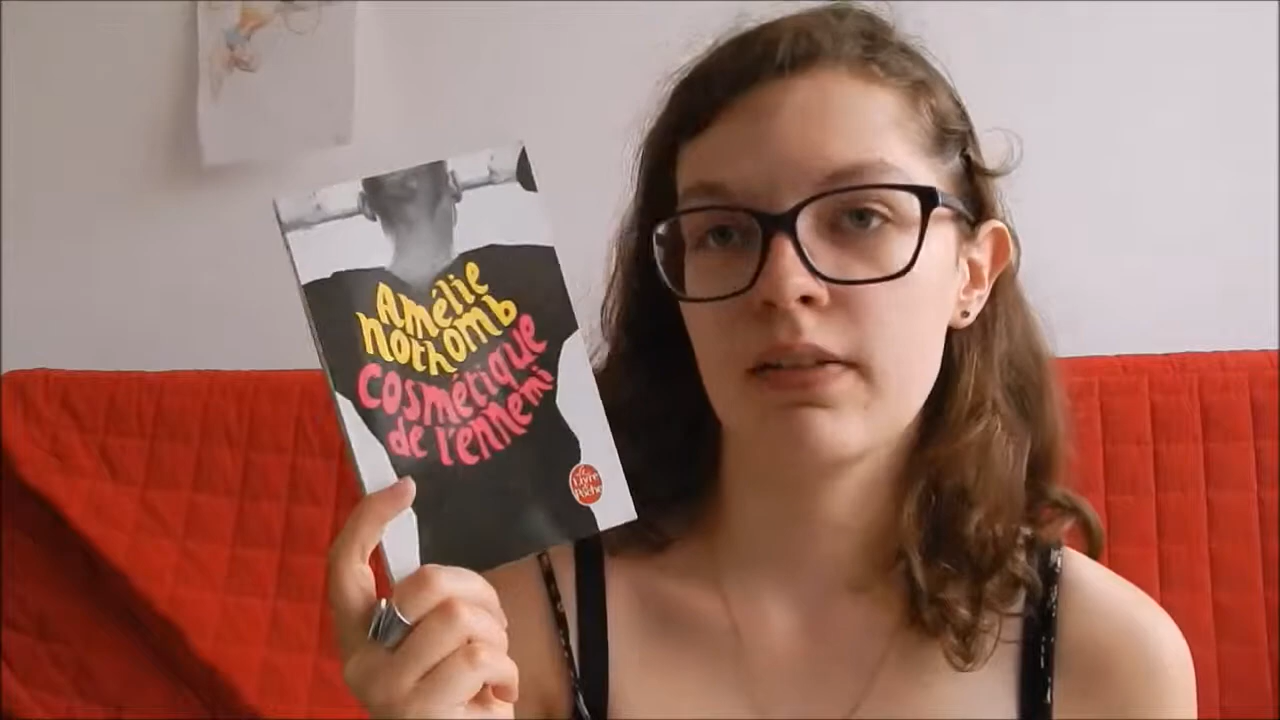 Amélie
nothomb
cosmétique
de l'ennemi
Le
Livre
de
Poche